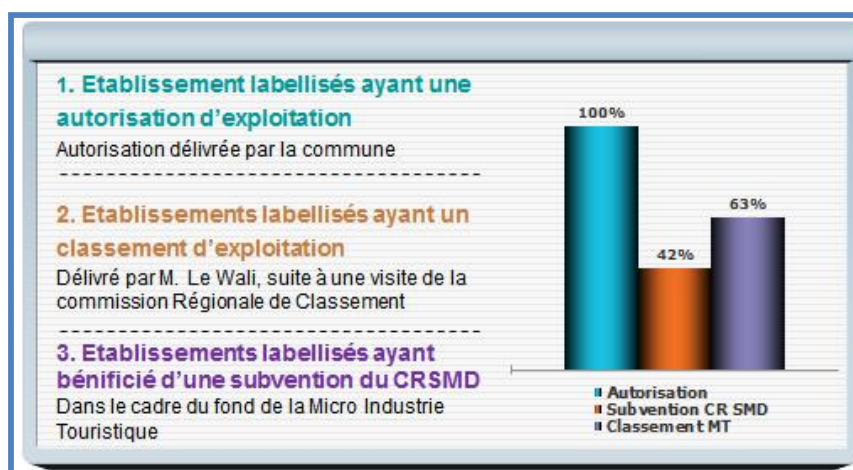 1. Etablissement labellisés ayant une
autorisation d'exploitation
Autorisation délivrée par la commune
2. Etablissements labellisés ayant un
classement d'exploitation
Délivré par M. Le Wali, suite à une visite de la
commission Régionale de Classement
3. Etablissements labellisés ayant
bénificié d'une subvention du CRSMD
Dans le cadre du fond de la Micro Industrie
Touristique
100%
42%
63%
Autorisation
Subvention CR SMD
Classement MT